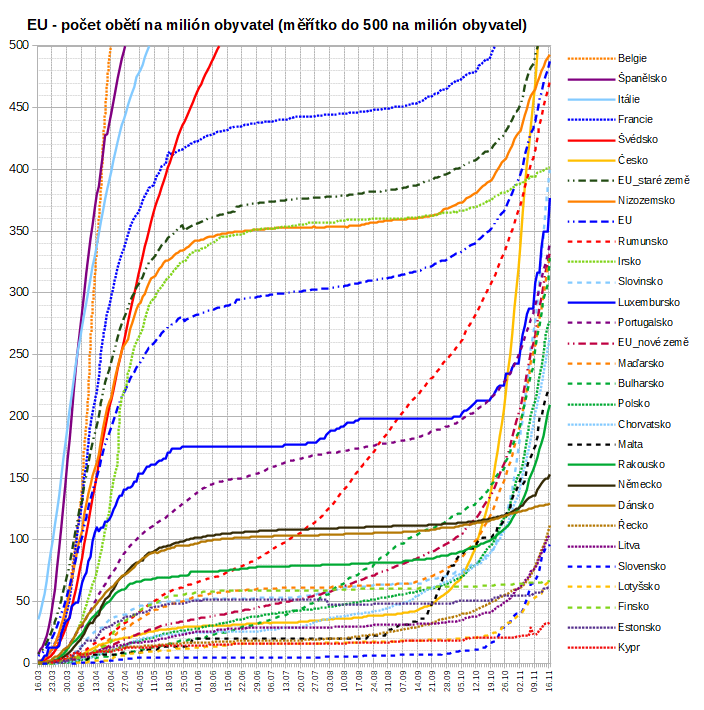 EU - počet obětí na milión obyvatel (měřítko do 500 na milión obyvatel)
500
450
400
350
300
250
200
150
100
50
0
16.03
23.03
30.03
06.04
13.04
20.04
27.04
04.05
11.05
18.05
25.05
01.06
08.06
15.06
22.06
29.06
06.07
13.07
20.07
27.07
03.08
10.08
17.08
24.08
31.08
07.09
14.09
21.09
28.09
05.10
12.10
19.10
26.10
02.11
09.11
16.11
Belgie
Španělsko
Itálie
Francie
Švédsko
Česko
EU_staré země
Nizozemsko
EU
Rumunsko
Irsko
Slovinsko
Luxembursko
Portugalsko
EU_nové země
Maďarsko
Bulharsko
Polsko
Chorvatsko
Malta
Rakousko
Německo
Dánsko
Řecko
Litva
Slovensko
Lotyšsko
Finsko
Estonsko
Kypr